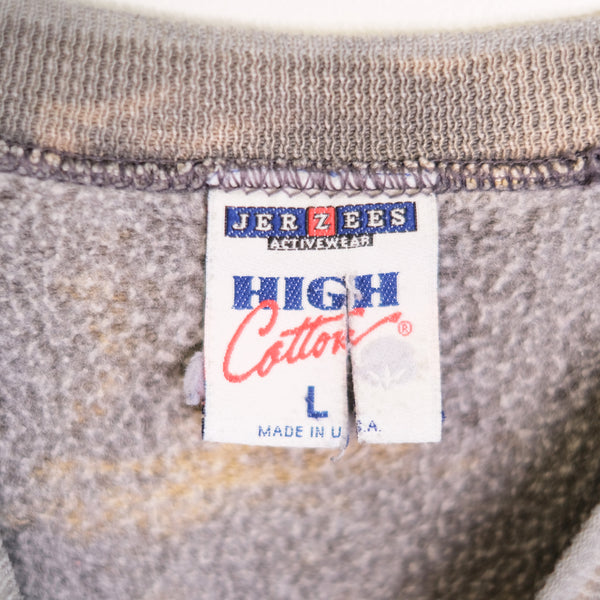 JERZEES
ACTIVEWEAR
HIGH
Cotton®
L
MADE IN U.S.A.